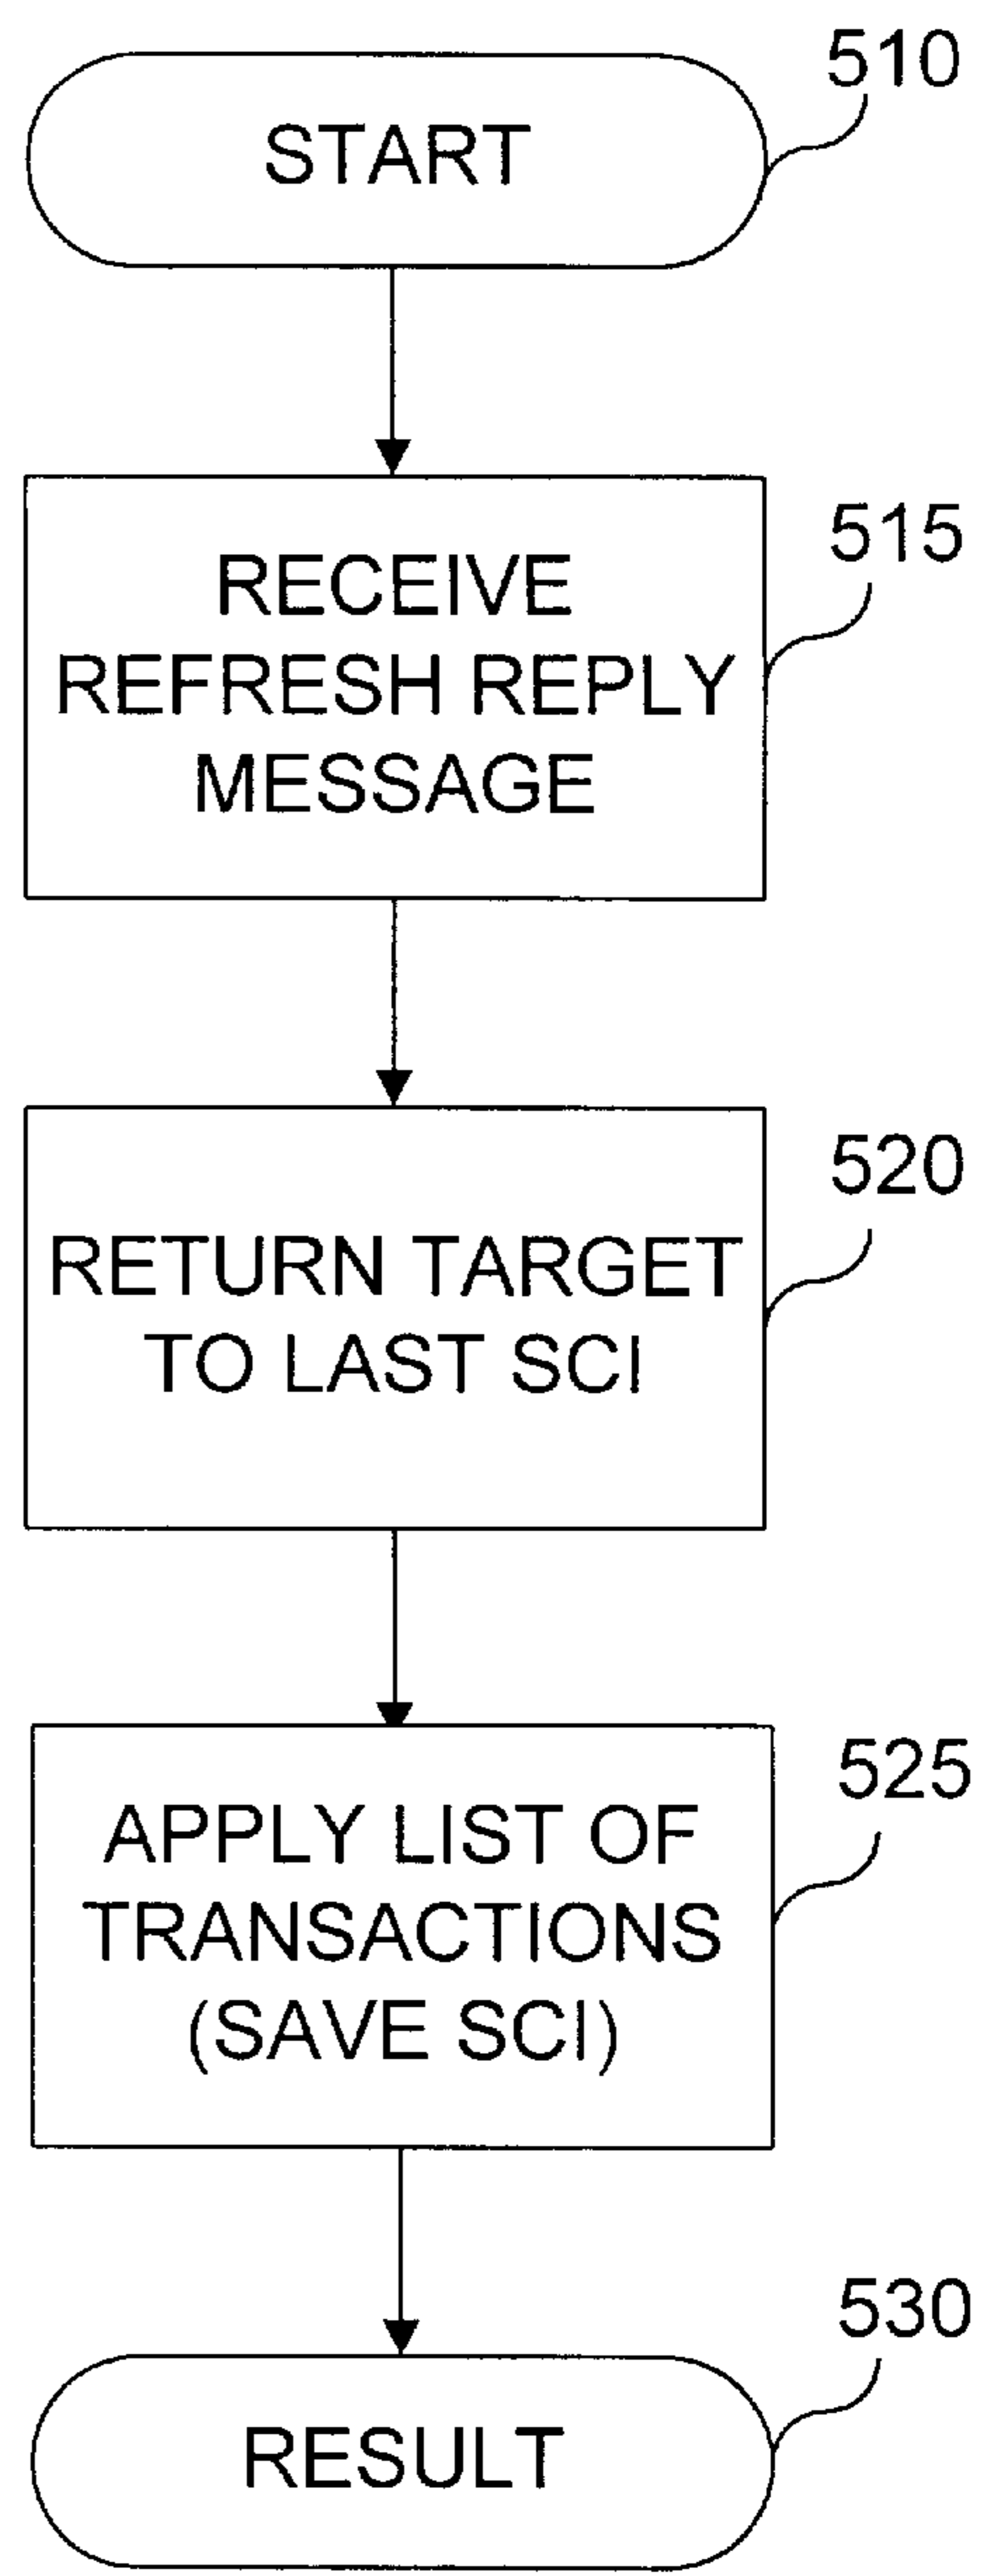 510
START
515
RECEIVE
REFRESH REPLY
MESSAGE
520
RETURN TARGET
TO LAST SCI
525
APPLY LIST OF
TRANSACTIONS
(SAVE SCI)
530
RESULT